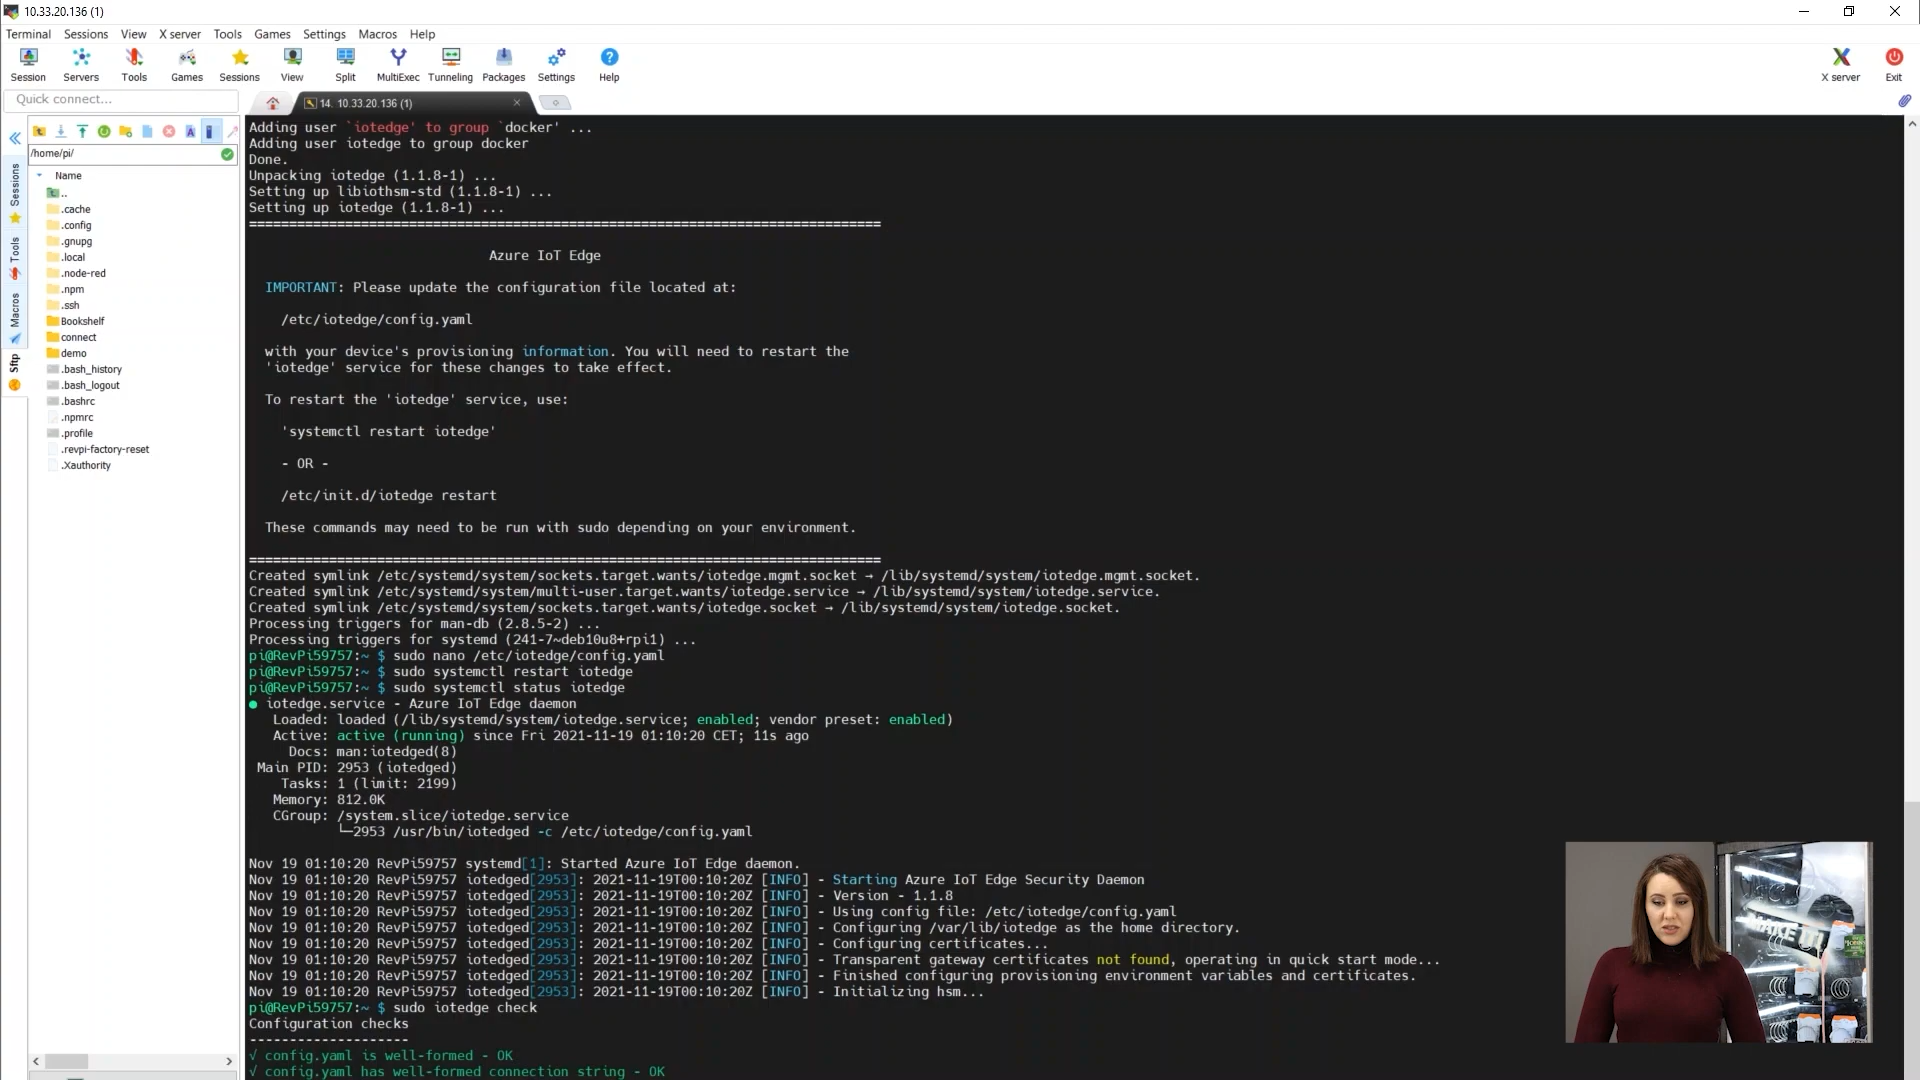 10.33.20.136 (1)
Terminal Sessions View X server Tools Games Settings Macros Help
Session Servers Tools Games Sessions View Split MultiExec Tunneling Packages Settings Help X server Exit
Quick connect...
14. 10.33.20.136 (1)
/home/pi/
Name
..
.cache
.config
.gnupg
.local
.node-red
.npm
.ssh
Bookshelf
connect
demo
.bash_history
.bash_logout
.bashrc
.npmrc
.profile
.revpi-factory-reset
.Xauthority
Sessions
Tools
Macros
Sftp
Adding user `iotedge' to group `docker' ...
Adding user iotedge to group docker
Done.
Unpacking iotedge (1.1.8-1) ...
Setting up libiothsm-std (1.1.8-1) ...
Setting up iotedge (1.1.8-1) ...
===============================================================================
Azure IoT Edge
IMPORTANT: Please update the configuration file located at:
/etc/iotedge/config.yaml
with your device's provisioning information. You will need to restart the
'iotedge' service for these changes to take effect.
To restart the 'iotedge' service, use:
'systemctl restart iotedge'
- OR -
/etc/init.d/iotedge restart
These commands may need to be run with sudo depending on your environment.
===============================================================================
Created symlink /etc/systemd/system/sockets.target.wants/iotedge.mgmt.socket → /lib/systemd/system/iotedge.mgmt.socket.
Created symlink /etc/systemd/system/multi-user.target.wants/iotedge.service → /lib/systemd/system/iotedge.service.
Created symlink /etc/systemd/system/sockets.target.wants/iotedge.socket → /lib/systemd/system/iotedge.socket.
Processing triggers for man-db (2.8.5-2) ...
Processing triggers for systemd (241-7~deb10u8+rpi1) ...
pi@RevPi59757:~ $ sudo nano /etc/iotedge/config.yaml
pi@RevPi59757:~ $ sudo systemctl restart iotedge
pi@RevPi59757:~ $ sudo systemctl status iotedge
● iotedge.service - Azure IoT Edge daemon
Loaded: loaded (/lib/systemd/system/iotedge.service; enabled; vendor preset: enabled)
Active: active (running) since Fri 2021-11-19 01:10:20 CET; 11s ago
Docs: man:iotedged(8)
Main PID: 2953 (iotedged)
Tasks: 1 (limit: 2199)
Memory: 812.0K
CGroup: /system.slice/iotedge.service
└─2953 /usr/bin/iotedged -c /etc/iotedge/config.yaml
Nov 19 01:10:20 RevPi59757 systemd[1]: Started Azure IoT Edge daemon.
Nov 19 01:10:20 RevPi59757 iotedged[2953]: 2021-11-19T00:10:20Z [INFO] - Starting Azure IoT Edge Security Daemon
Nov 19 01:10:20 RevPi59757 iotedged[2953]: 2021-11-19T00:10:20Z [INFO] - Version - 1.1.8
Nov 19 01:10:20 RevPi59757 iotedged[2953]: 2021-11-19T00:10:20Z [INFO] - Using config file: /etc/iotedge/config.yaml
Nov 19 01:10:20 RevPi59757 iotedged[2953]: 2021-11-19T00:10:20Z [INFO] - Configuring /var/lib/iotedge as the home directory.
Nov 19 01:10:20 RevPi59757 iotedged[2953]: 2021-11-19T00:10:20Z [INFO] - Configuring certificates...
Nov 19 01:10:20 RevPi59757 iotedged[2953]: 2021-11-19T00:10:20Z [INFO] - Transparent gateway certificates not found, operating in quick start mode...
Nov 19 01:10:20 RevPi59757 iotedged[2953]: 2021-11-19T00:10:20Z [INFO] - Finished configuring provisioning environment variables and certificates.
Nov 19 01:10:20 RevPi59757 iotedged[2953]: 2021-11-19T00:10:20Z [INFO] - Initializing hsm...
pi@RevPi59757:~ $ sudo iotedge check
Configuration checks
--------------------
√ config.yaml is well-formed - OK
√ config.yaml has well-formed connection string - OK
MAKE IT